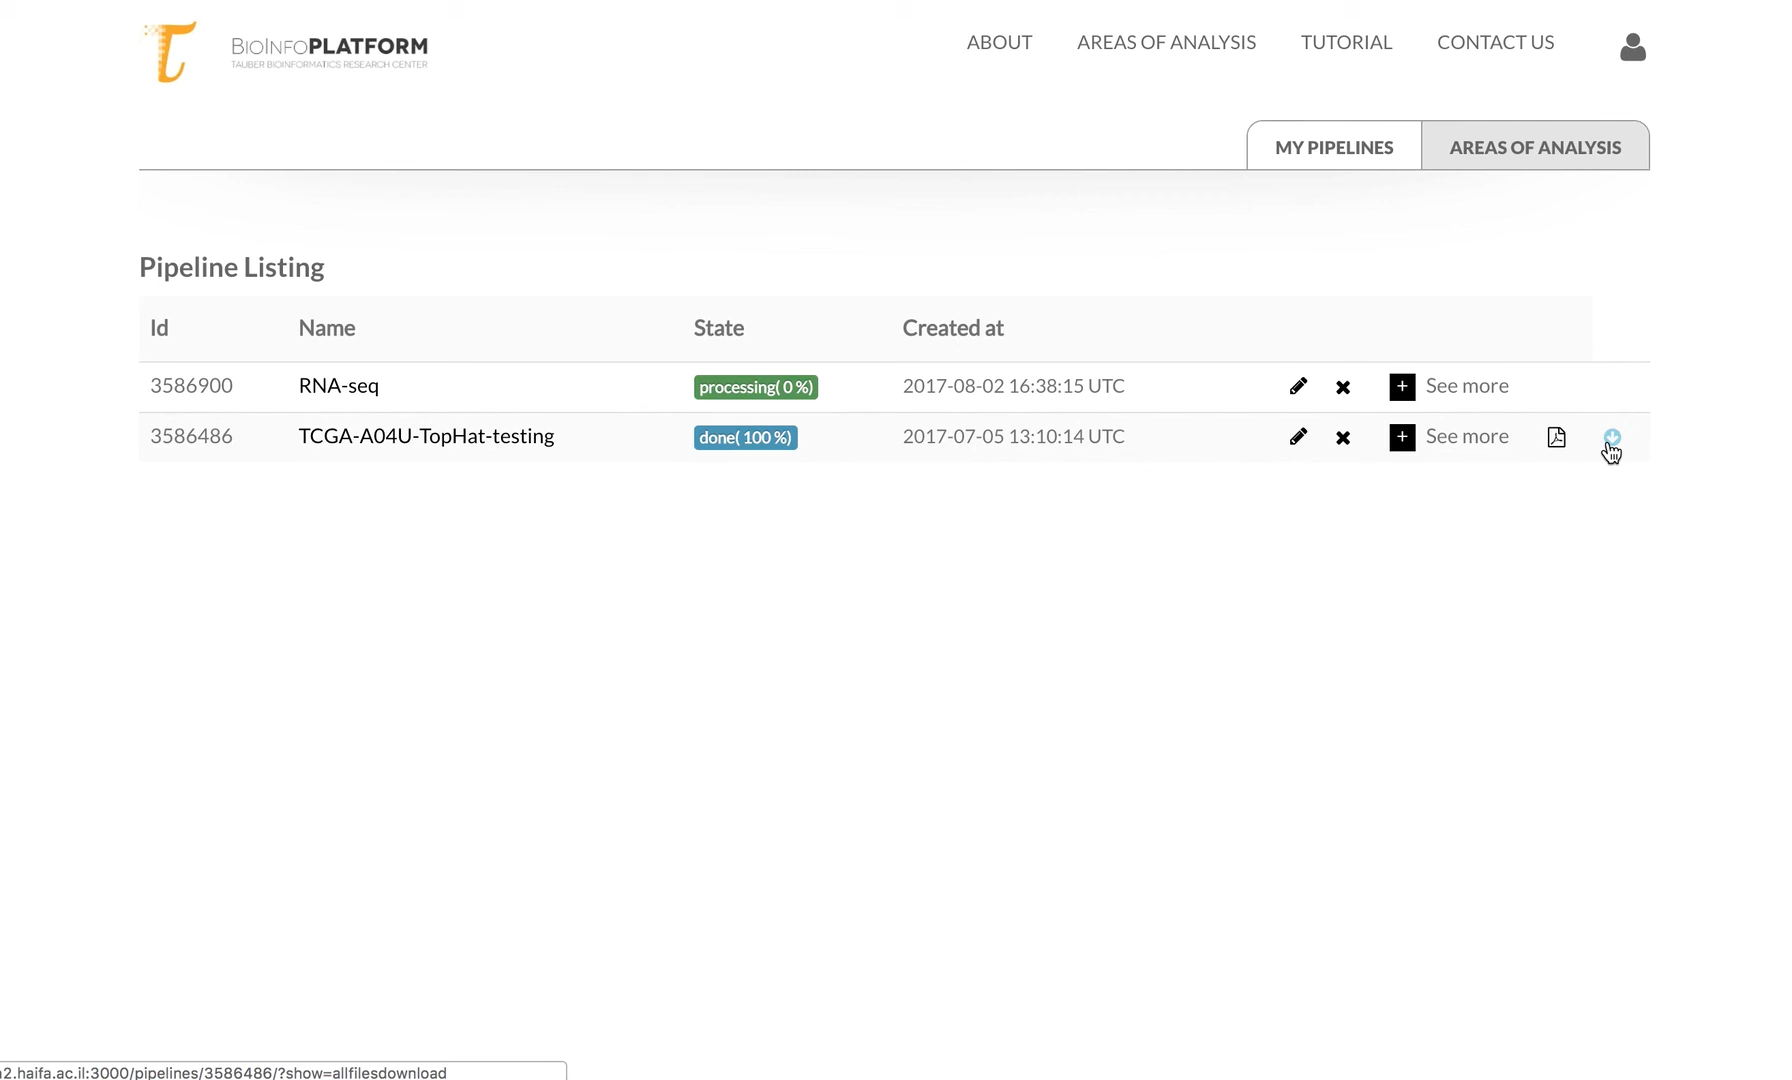 BIOINFOPLATFORM
TAUBER BIOINFORMATICS RESEARCH CENTER
ABOUT AREAS OF ANALYSIS TUTORIAL CONTACT US
MY PIPELINES AREAS OF ANALYSIS
Pipeline Listing
Id Name State Created at
3586900 RNA-seq processing( 0 %) 2017-08-02 16:38:15 UTC See more
3586486 TCGA-A04U-TopHat-testing done( 100 %) 2017-07-05 13:10:14 UTC See more
2.haifa.ac.il:3000/pipelines/3586486/?show=allfilesdownload